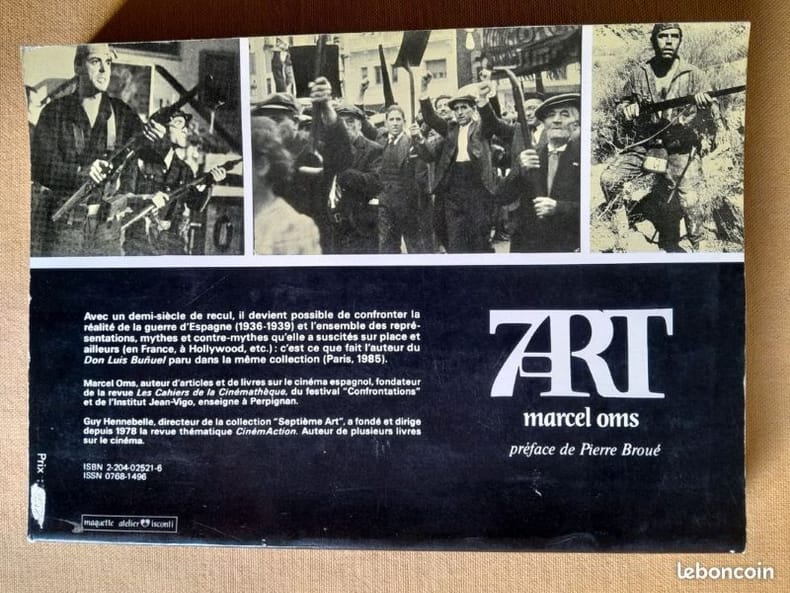 Avec un demi-siècle de recul, il devient possible de confronter la
réalité de la guerre d'Espagne (1936-1939) et l'ensemble des repré-
sentations, mythes et contre-mythes qu'elle a suscités sur place et
ailleurs (en France, à Hollywood, etc.) : c'est ce que fait l'auteur du
Don Luis Buñuel paru dans la même collection (Paris, 1985).
Marcel Oms, auteur d'articles et de livres sur le cinéma espagnol, fondateur
de la revue Les Cahiers de la Cinémathèque, du festival "Confrontations"
et de l'Institut Jean-Vigo, enseigne à Perpignan.
Guy Hennebelle, directeur de la collection "Septième Art", a fondé et dirige
depuis 1978 la revue thématique CinémAction. Auteur de plusieurs livres
sur le cinéma.
ISBN 2-204-02521-6
ISSN 0768-1496
Prix :
maquette atelier Visconti
7ART
marcel oms
préface de Pierre Broué
leboncoin